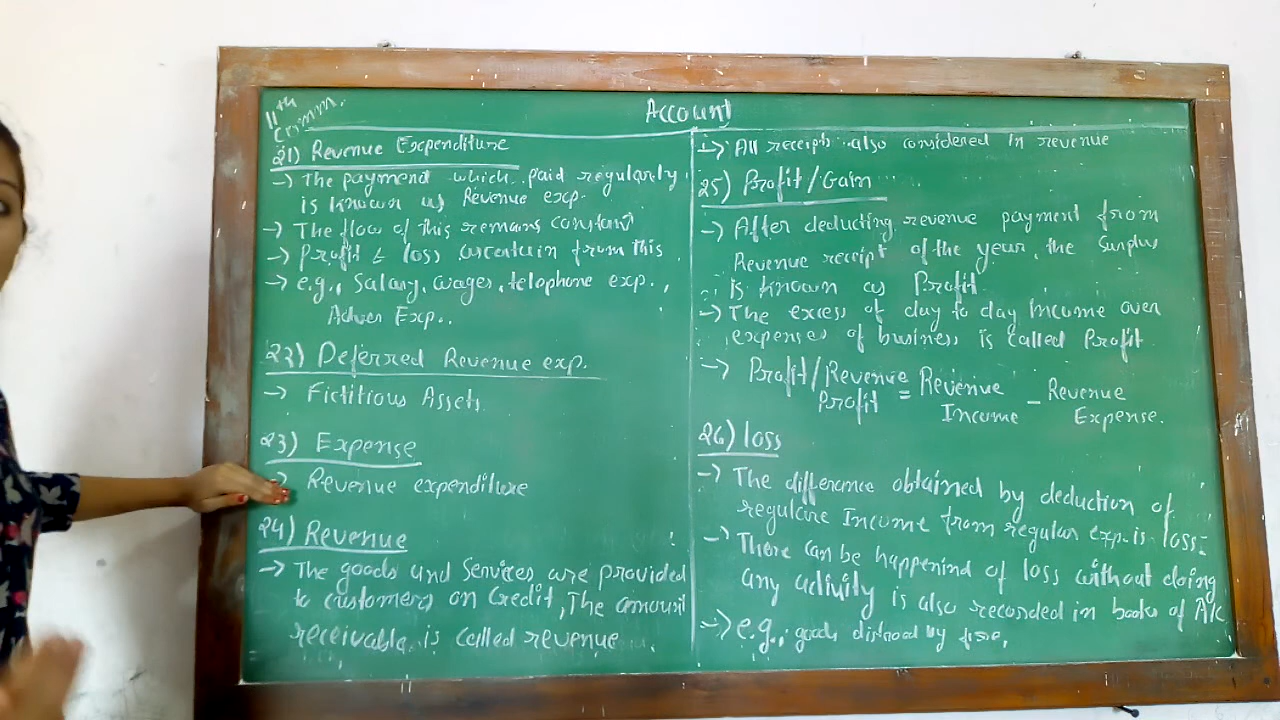 11th Comm.
Account
21) Revenue Expenditure
→ The payment which paid regularly
is known as Revenue exp.
→ The flow of this remains constant
→ Profit & loss ascertain from this.
→ e.g., Salary, wages, telephone exp.,
Adver Exp..
22) Deferred Revenue exp.
→ Fictitious Assets
23) Expense
→ Revenue expenditure
24) Revenue
→ The goods and services are provided
to customers on credit, The amount
receivable is called revenue.
→ All receipts also considered in revenue
25) Profit/Gain
→ After deducting revenue payment from
Revenue receipt of the year, the surplus
is known as Profit
→ The excess of day to day Income over
expenses of business is called Profit
→ Profit/Revenue Profit = Revenue Income - Revenue Expense.
26) loss
→ The difference obtained by deduction of
regulare Income from regular exp. is loss.
→ There can be happenind of loss without doing
any activity is also recorded in books of A/c
→ e.g., goods by fire.